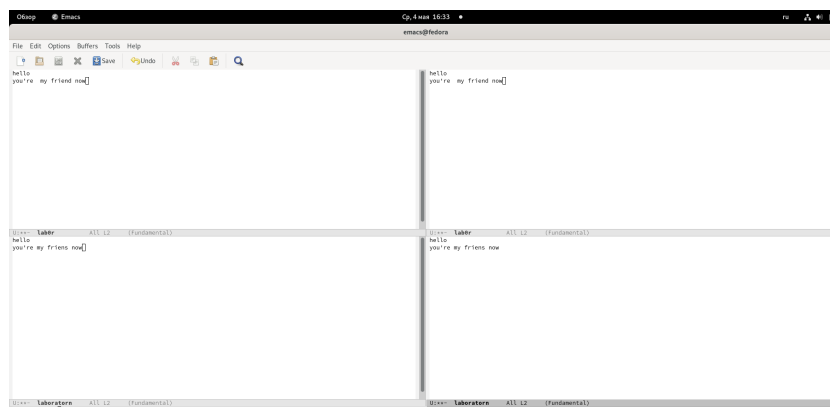 Обзор Emacs Ср, 4 мая 16:33 ru
emacs@fedora
File Edit Options Buffers Tools Help
Save Undo
hello
you're  my friend now
hello
you're  my friend now
U:**- lab0r All L2 (Fundamental)
U:**- lab0r All L2 (Fundamental)
hello
you're my friens now
hello
you're my friens now
U:**- laboratorn All L2 (Fundamental)
U:**- laboratorn All L2 (Fundamental)